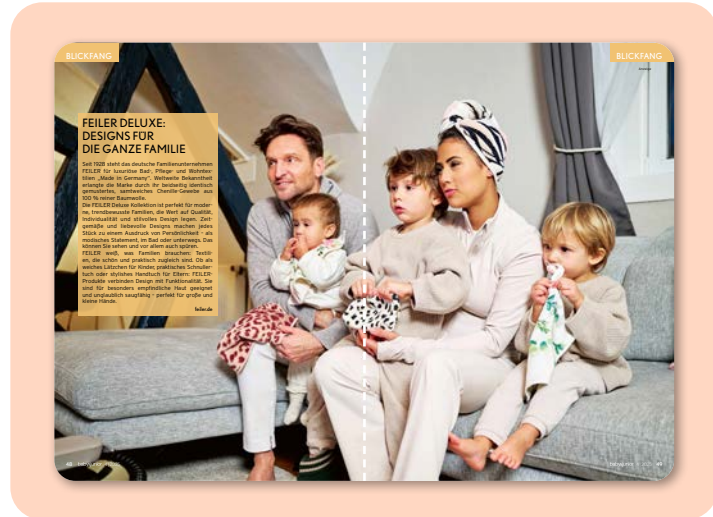 BLICKFANG
BLICKFANG
FEILER DELUXE:
DESIGNS FÜR
DIE GANZE FAMILIE
Seit 1928 steht das deutsche Familienunternehmen
FEILER für luxuriöse Bad-, Pflege- und Wohntex-
tilien „Made in Germany“. Weltweite Bekanntheit
erlangte die Marke durch ihr beidseitig identisch
gemustertes, samtweiches Chenille-Gewebe aus
100 % reiner Baumwolle.
Die FEILER Deluxe Kollektion ist perfekt für moder-
ne, trendbewusste Familien, die Wert auf Qualität,
Individualität und stilvolles Design legen. Zeit-
gemäße und liebevolle Designs machen jedes
Stück zu einem Ausdruck von Persönlichkeit – als
modisches Statement, im Bad oder unterwegs. Das
können Sie sehen und vor allem auch spüren.
FEILER weiß, was Familien brauchen: Textili-
en, die schön und praktisch zugleich sind. Ob als
weiches Lätzchen für Kinder, praktisches Schnuller-
tuch oder stylisches Handtuch für Eltern: FEILER-
Produkte verbinden Design mit Funktionalität. Sie
sind für besonders empfindliche Haut geeignet
und unglaublich saugfähig – perfekt für große und
kleine Hände.
feiler.de
48
49